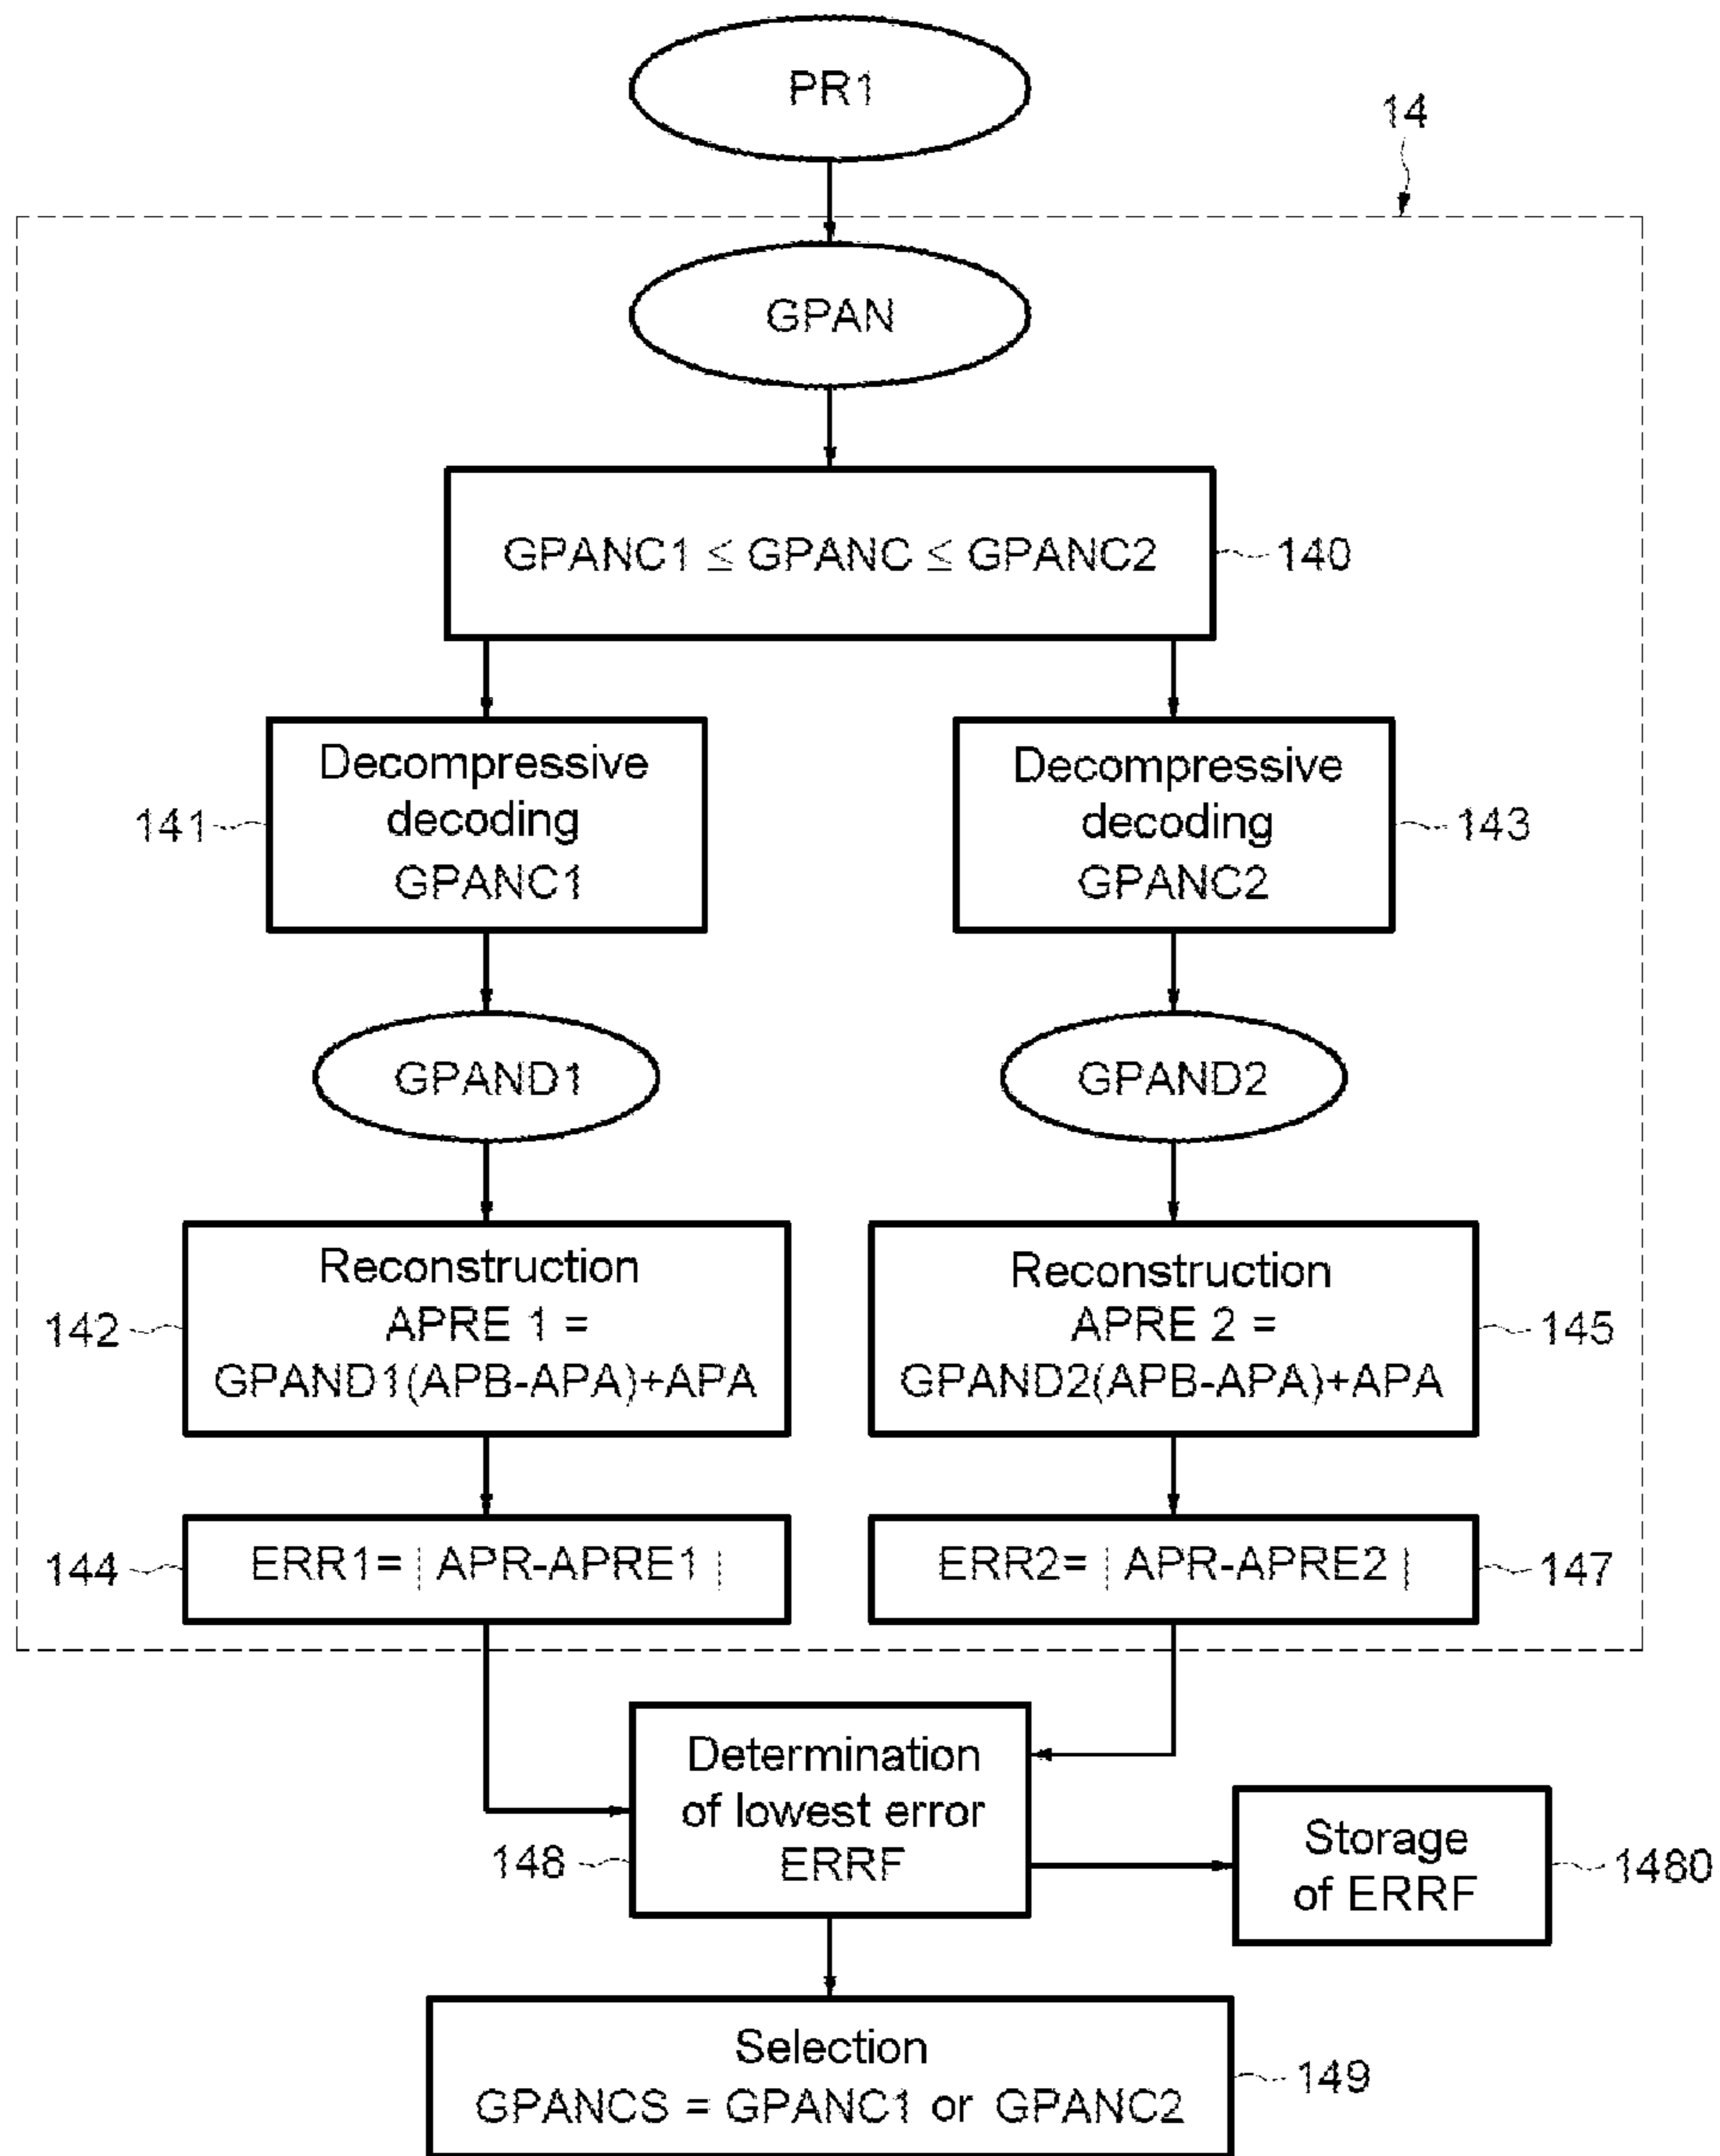 PR1
14
GPAN
GPANC1 ≤ GPANC ≤ GPANC2
140
Decompressive
decoding
GPANC1
141
Decompressive
decoding
GPANC2
143
GPAND1
GPAND2
Reconstruction
APRE 1 =
GPAND1(APB-APA)+APA
142
Reconstruction
APRE 2 =
GPAND2(APB-APA)+APA
145
144
ERR1= | APR-APRE1 |
ERR2= | APR-APRE2 |
147
Determination
of lowest error
ERRF
148
Storage
of ERRF
1480
Selection
GPANCS = GPANC1 or GPANC2
149